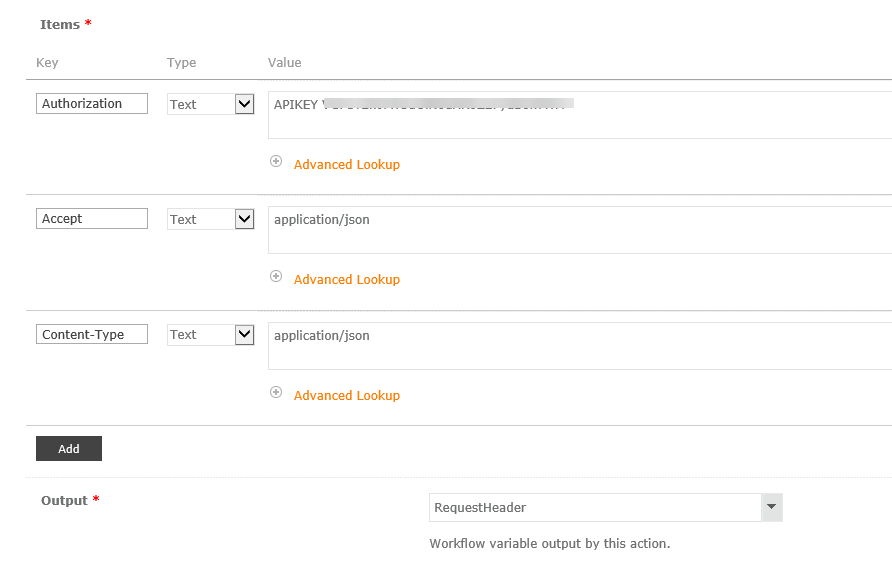 Items *
Key Type Value
Authorization Text APIKEY
Advanced Lookup
Accept Text application/json
Advanced Lookup
Content-Type Text application/json
Advanced Lookup
Add
Output * RequestHeader
Workflow variable output by this action.